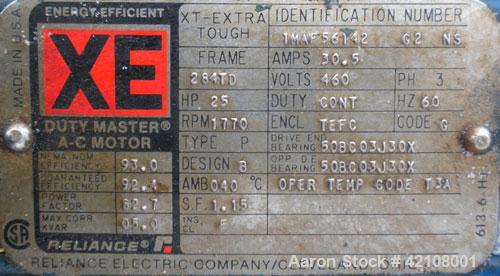 MADE IN U.S.A.
ENERGY EFFICIENT
XE
DUTY MASTER®
A-C MOTOR
NEMA NOM. EFFICIENCY 93.0
GUARANTEED EFFICIENCY 92.4
POWER FACTOR 82.7
MAX. CORR. KVAR 05.0
RELIANCE
XT-EXTRA TOUGH
IDENTIFICATION NUMBER
1MAF56142 G2 NS
FRAME 284TD
AMPS 30.5
VOLTS 460 PH 3
HP 25 DUTY CONT HZ 60
RPM 1770 ENCL TEFC CODE G
TYPE P DRIVE END BEARING 50BC03J30X
DESIGN B OPP. D.E. BEARING 50BC03J30X
AMB 040 °C OPER TEMP CODE T3A
S.F. 1.15
INS. CL. F
RELIANCE ELECTRIC COMPANY/
613-6-H
Aaron Stock # 42108001